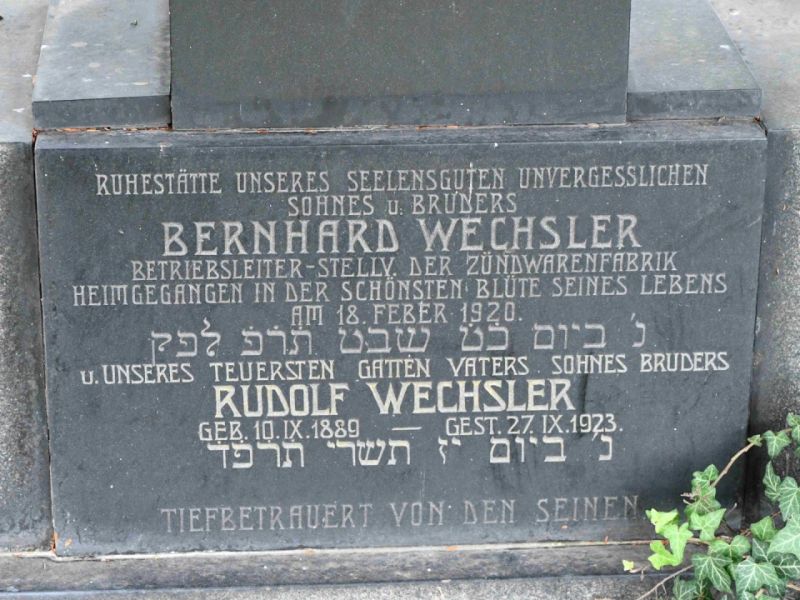 RUHESTÄTTE UNSERES SEELENSGUTEN UNVERGESSLICHEN
SOHNES u. BRUDERS
BERNHARD WECHSLER
BETRIEBSLEITER-STELLV. DER ZÜNDWARENFABRIK
HEIMGEGANGEN IN DER SCHÖNSTEN BLÜTE SEINES LEBENS
AM 18. FEBER 1920.
נ׳ ביום כט שבט תרפ לפק
u. UNSERES TEUERSTEN GATTEN VATERS SOHNES BRUDERS
RUDOLF WECHSLER
GEB. 10. IX. 1889 — GEST. 27. IX. 1923.
נ׳ ביום יז תשרי תרפד
TIEFBETRAUERT VON DEN SEINEN